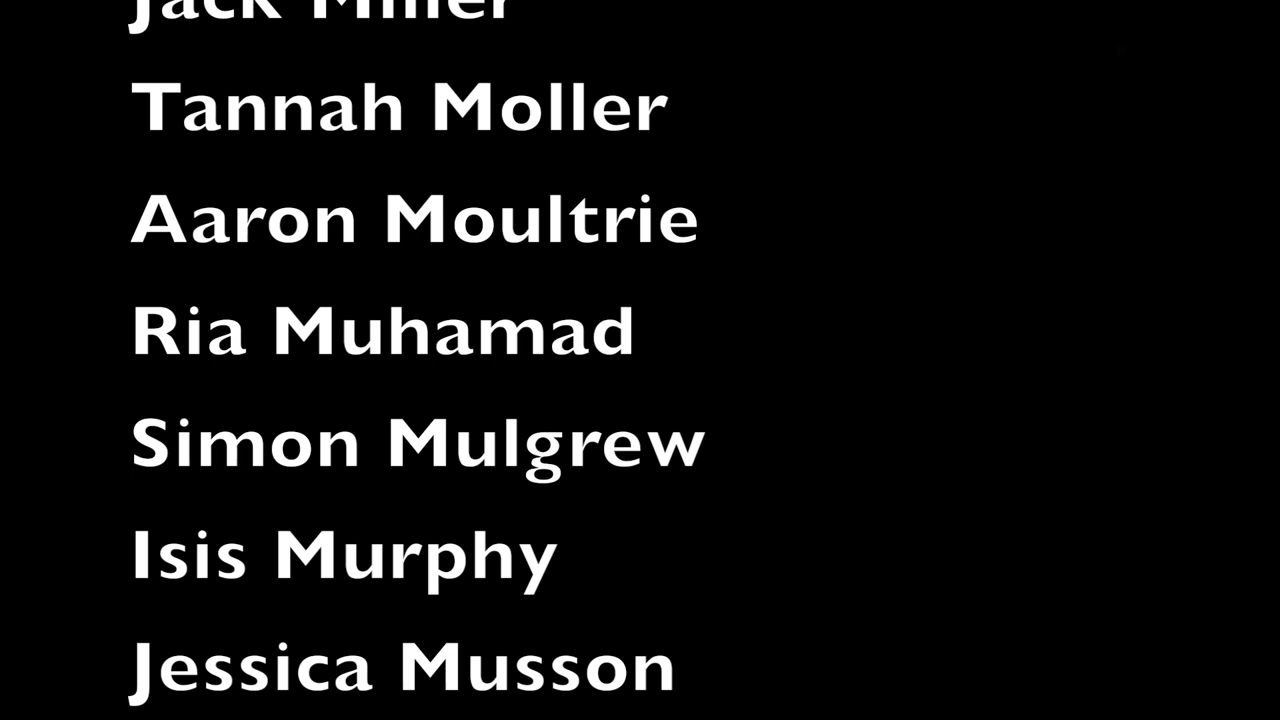 Jack Miller
Tannah Moller
Aaron Moultrie
Ria Muhamad
Simon Mulgrew
Isis Murphy
Jessica Musson